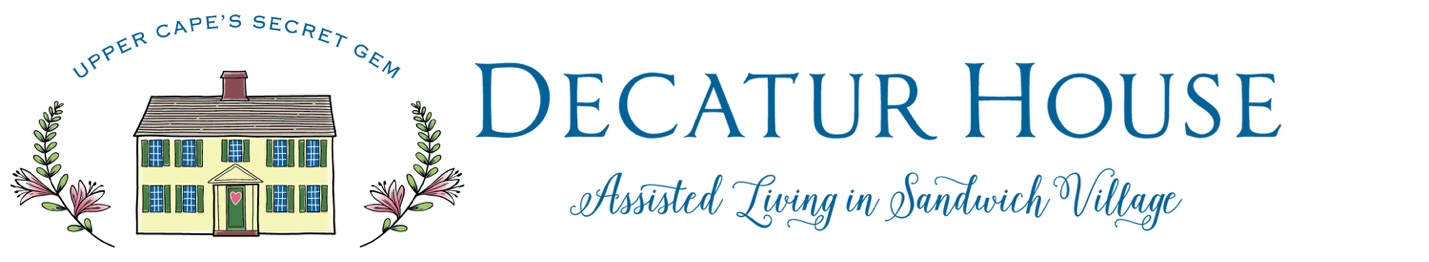 UPPER CAPE'S SECRET GEM
DECATUR HOUSE
Assisted Living in Sandwich Village